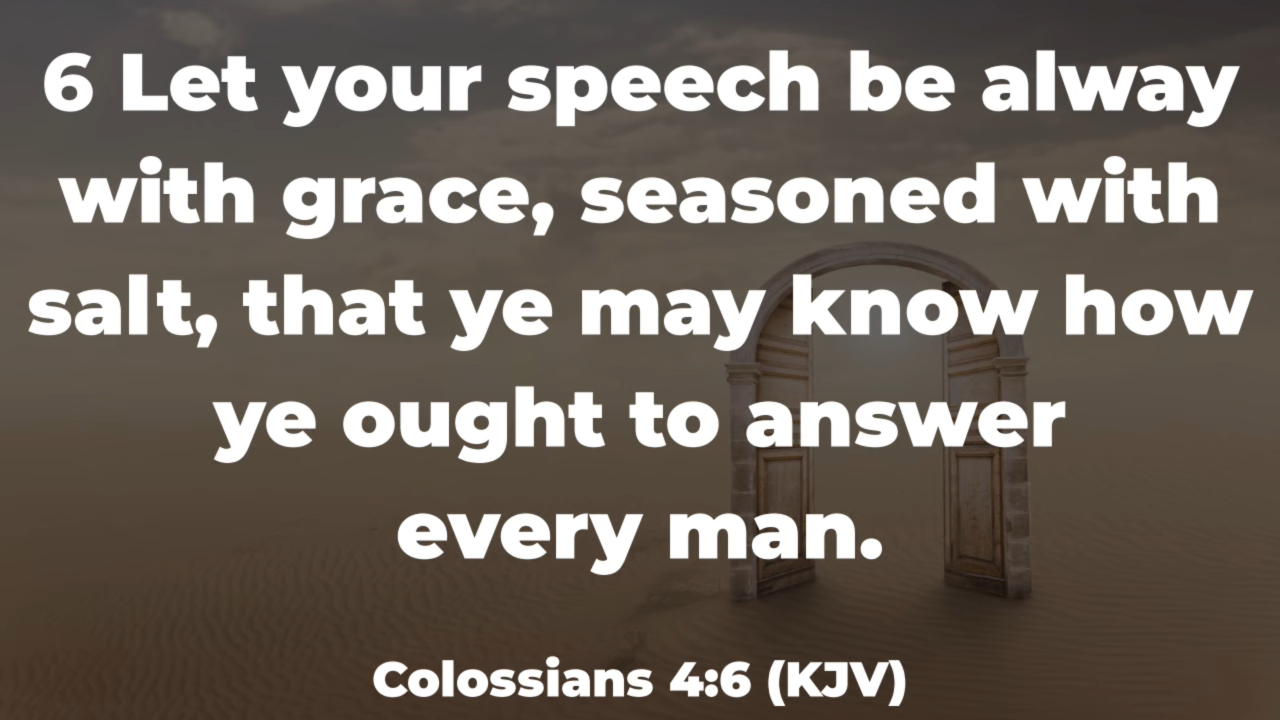 6 Let your speech be alway
with grace, seasoned with
salt, that ye may know how
ye ought to answer
every man.
Colossians 4:6 (KJV)